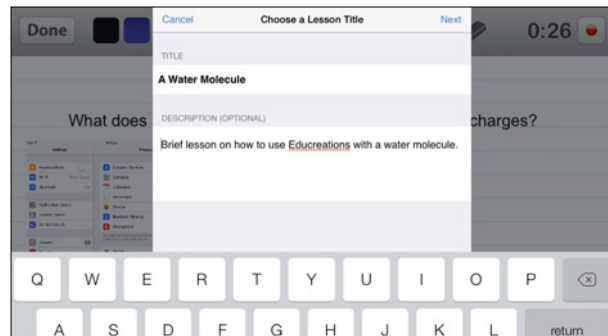 Done
Cancel Choose a Lesson Title Next
0:26
TITLE
A Water Molecule
DESCRIPTION (OPTIONAL)
Brief lesson on how to use Educreations with a water molecule.
What does charges?
Settings
Q W E R T Y U I O P
A S D F G H J K L return